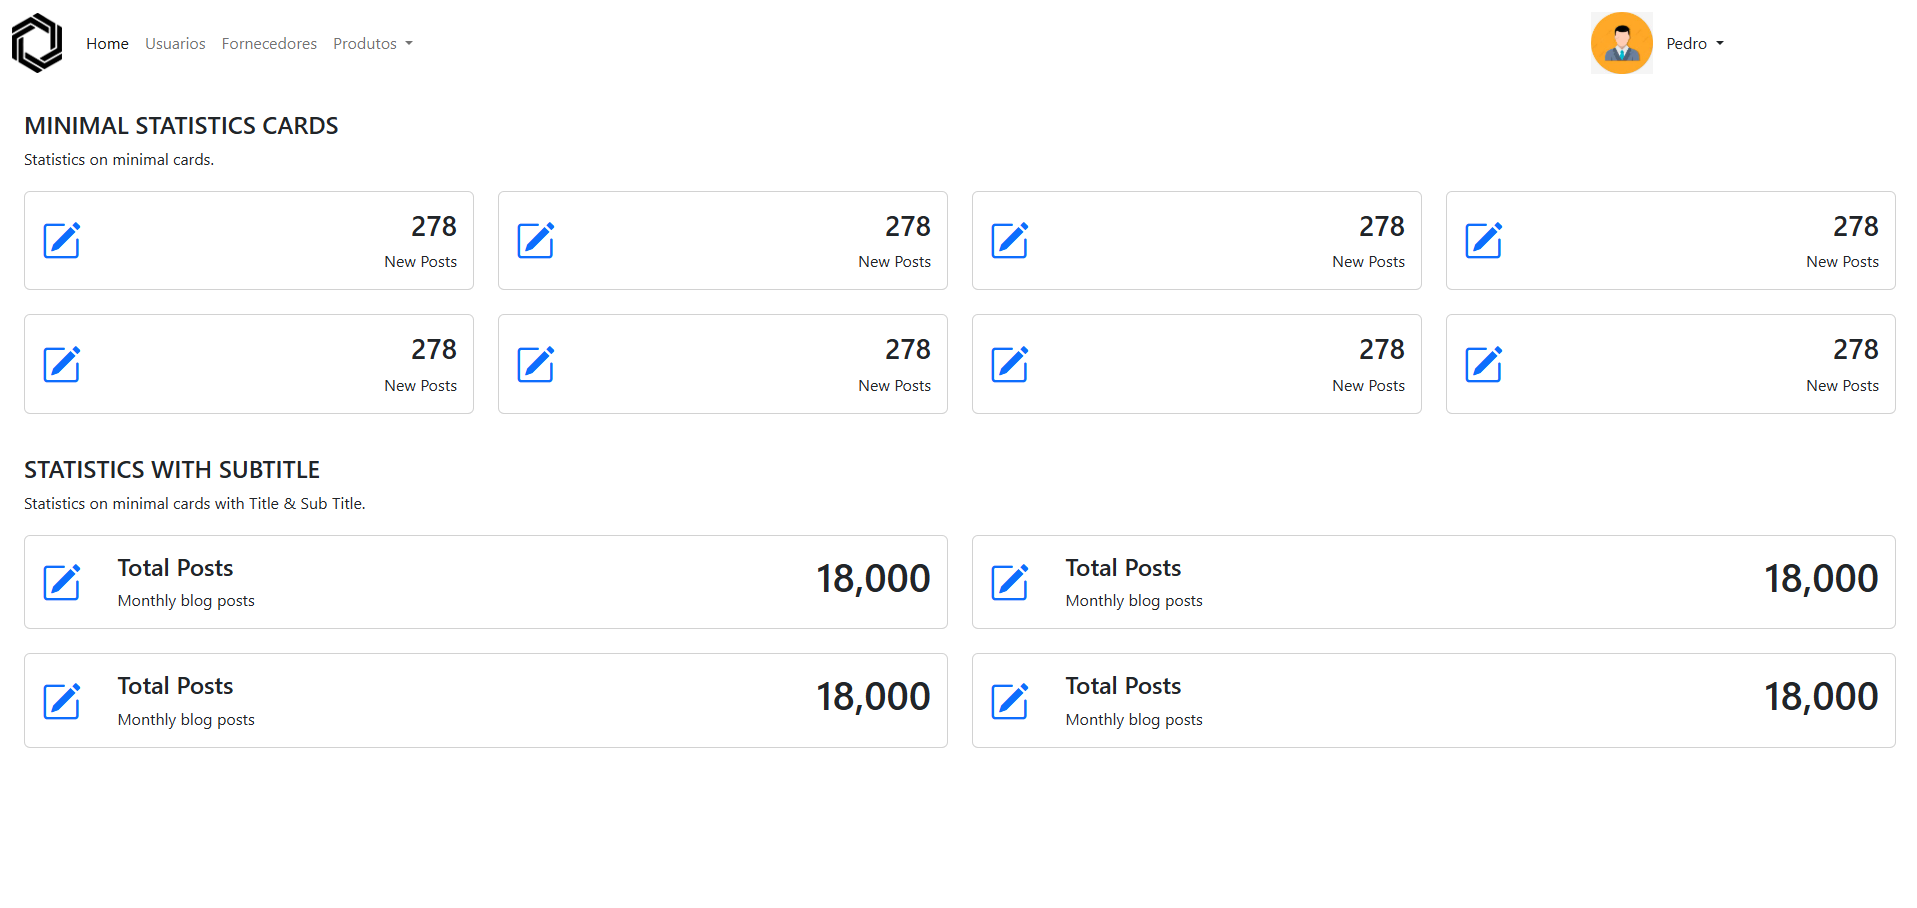 Home Usuarios Fornecedores Produtos Pedro
MINIMAL STATISTICS CARDS
Statistics on minimal cards.
278 278 278 278
New Posts New Posts New Posts New Posts
278 278 278 278
New Posts New Posts New Posts New Posts
STATISTICS WITH SUBTITLE
Statistics on minimal cards with Title & Sub Title.
Total Posts 18,000 Total Posts 18,000
Monthly blog posts Monthly blog posts
Total Posts 18,000 Total Posts 18,000
Monthly blog posts Monthly blog posts